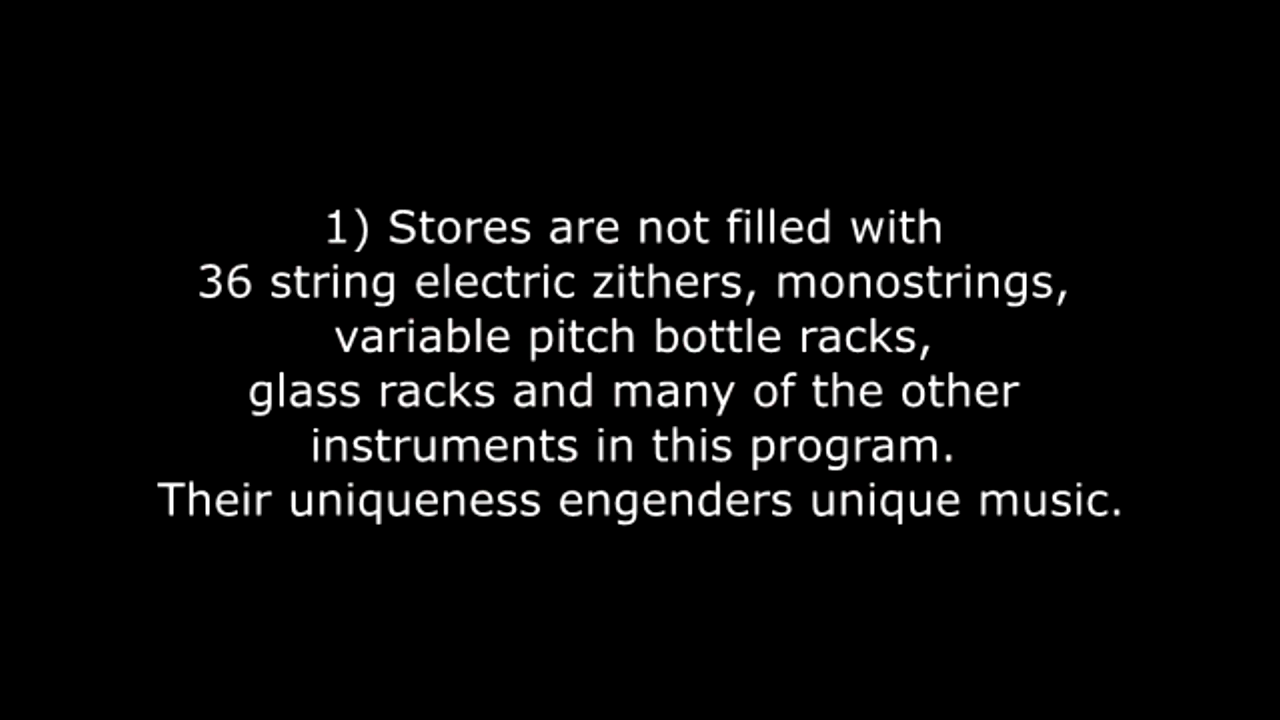 1) Stores are not filled with
36 string electric zithers, monostrings,
variable pitch bottle racks,
glass racks and many of the other
instruments in this program.
Their uniqueness engenders unique music.